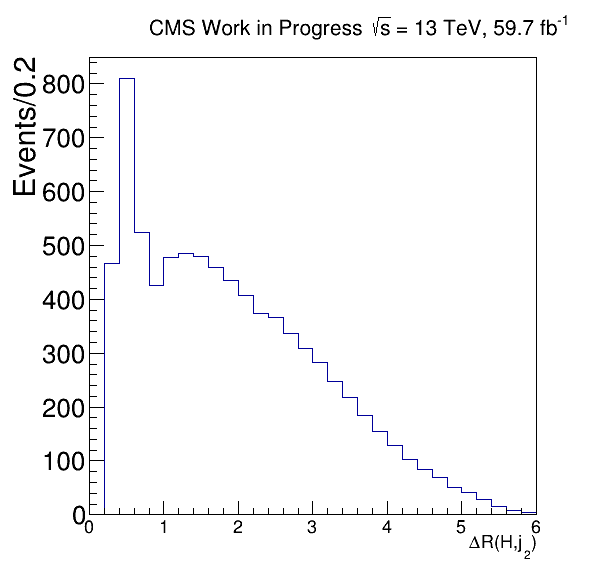 CMS Work in Progress √s = 13 TeV, 59.7 fb⁻¹
Events/0.2
800
700
600
500
400
300
200
100
0
0 1 2 3 4 5 6
ΔR(H,j₂)